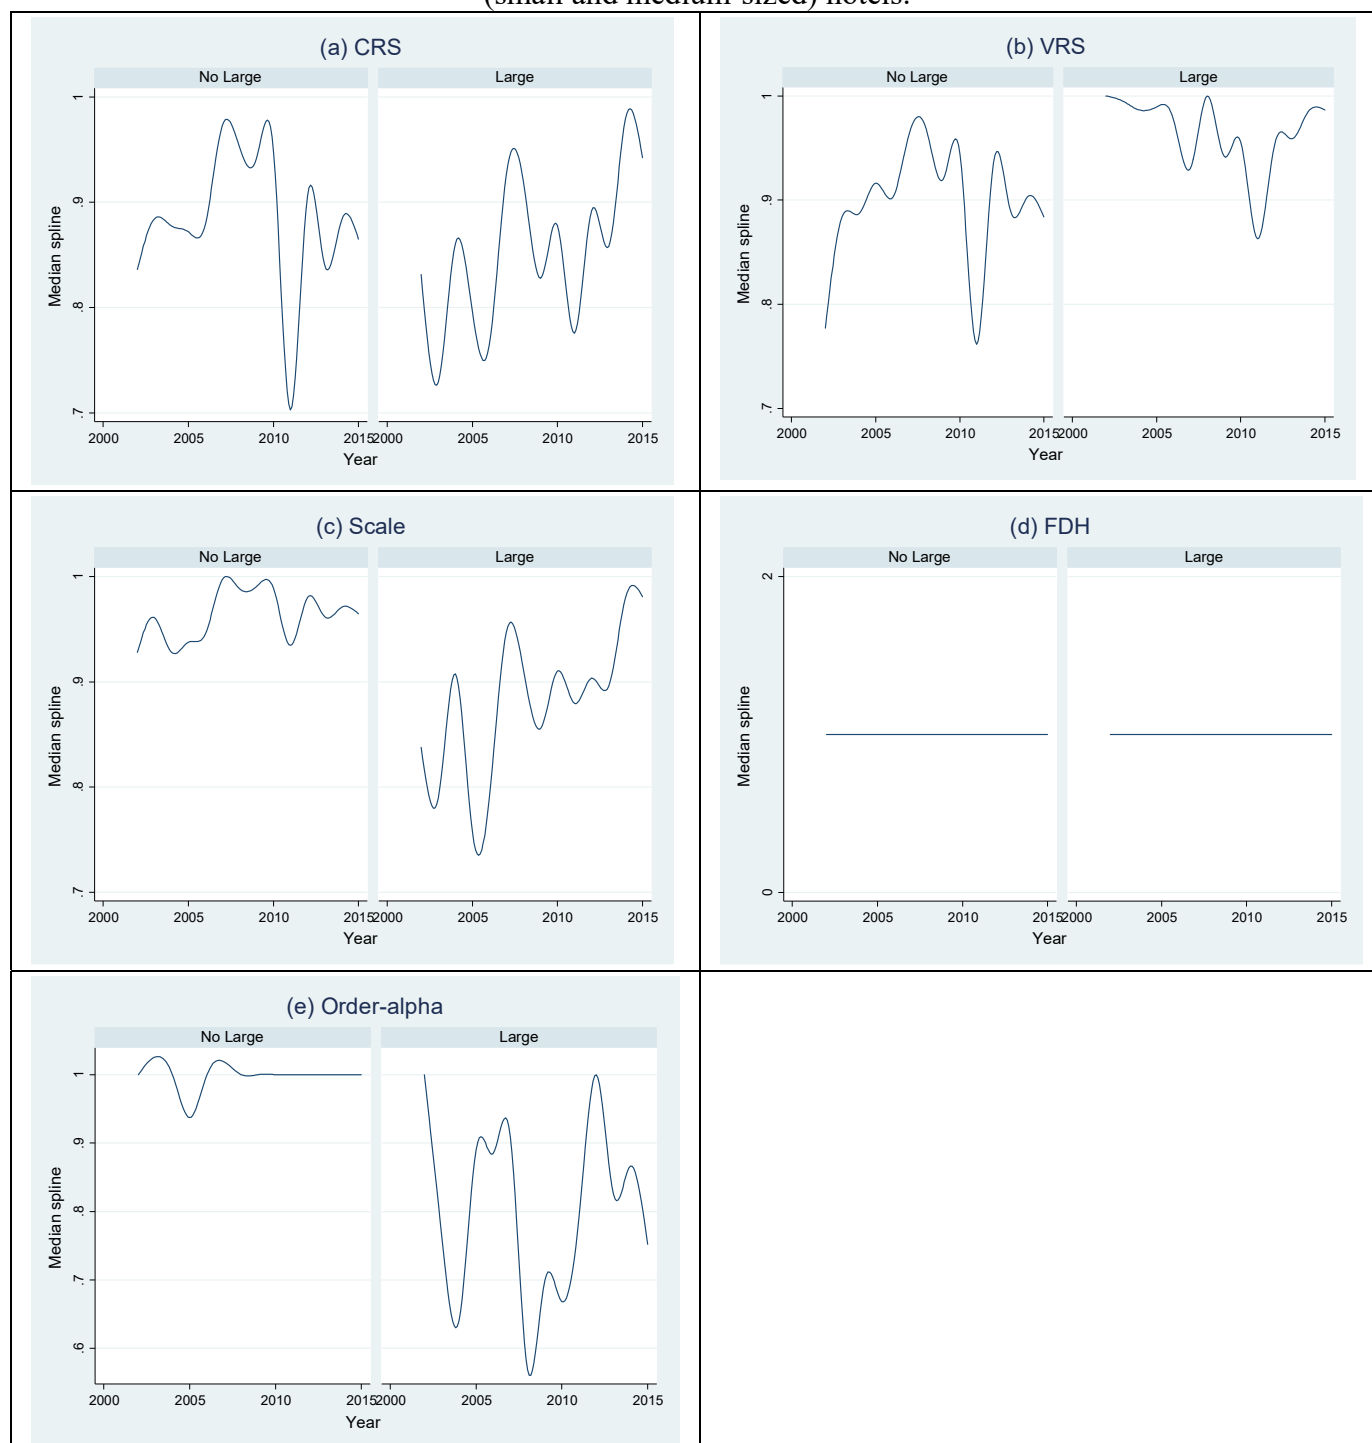 (small and medium-sized) hotels.
(a) CRS
No Large Large
1
.9
.8
.7
Median spline
2000 2005 2010 2015 2000 2005 2010 2015
Year
(b) VRS
No Large Large
1
.9
.8
.7
Median spline
2000 2005 2010 2015 2000 2005 2010 2015
Year
(c) Scale
No Large Large
1
.9
.8
.7
Median spline
2000 2005 2010 2015 2000 2005 2010 2015
Year
(d) FDH
No Large Large
2
0
Median spline
2000 2005 2010 2015 2000 2005 2010 2015
Year
(e) Order-alpha
No Large Large
1
.9
.8
.7
.6
Median spline
2000 2005 2010 2015 2000 2005 2010 2015
Year